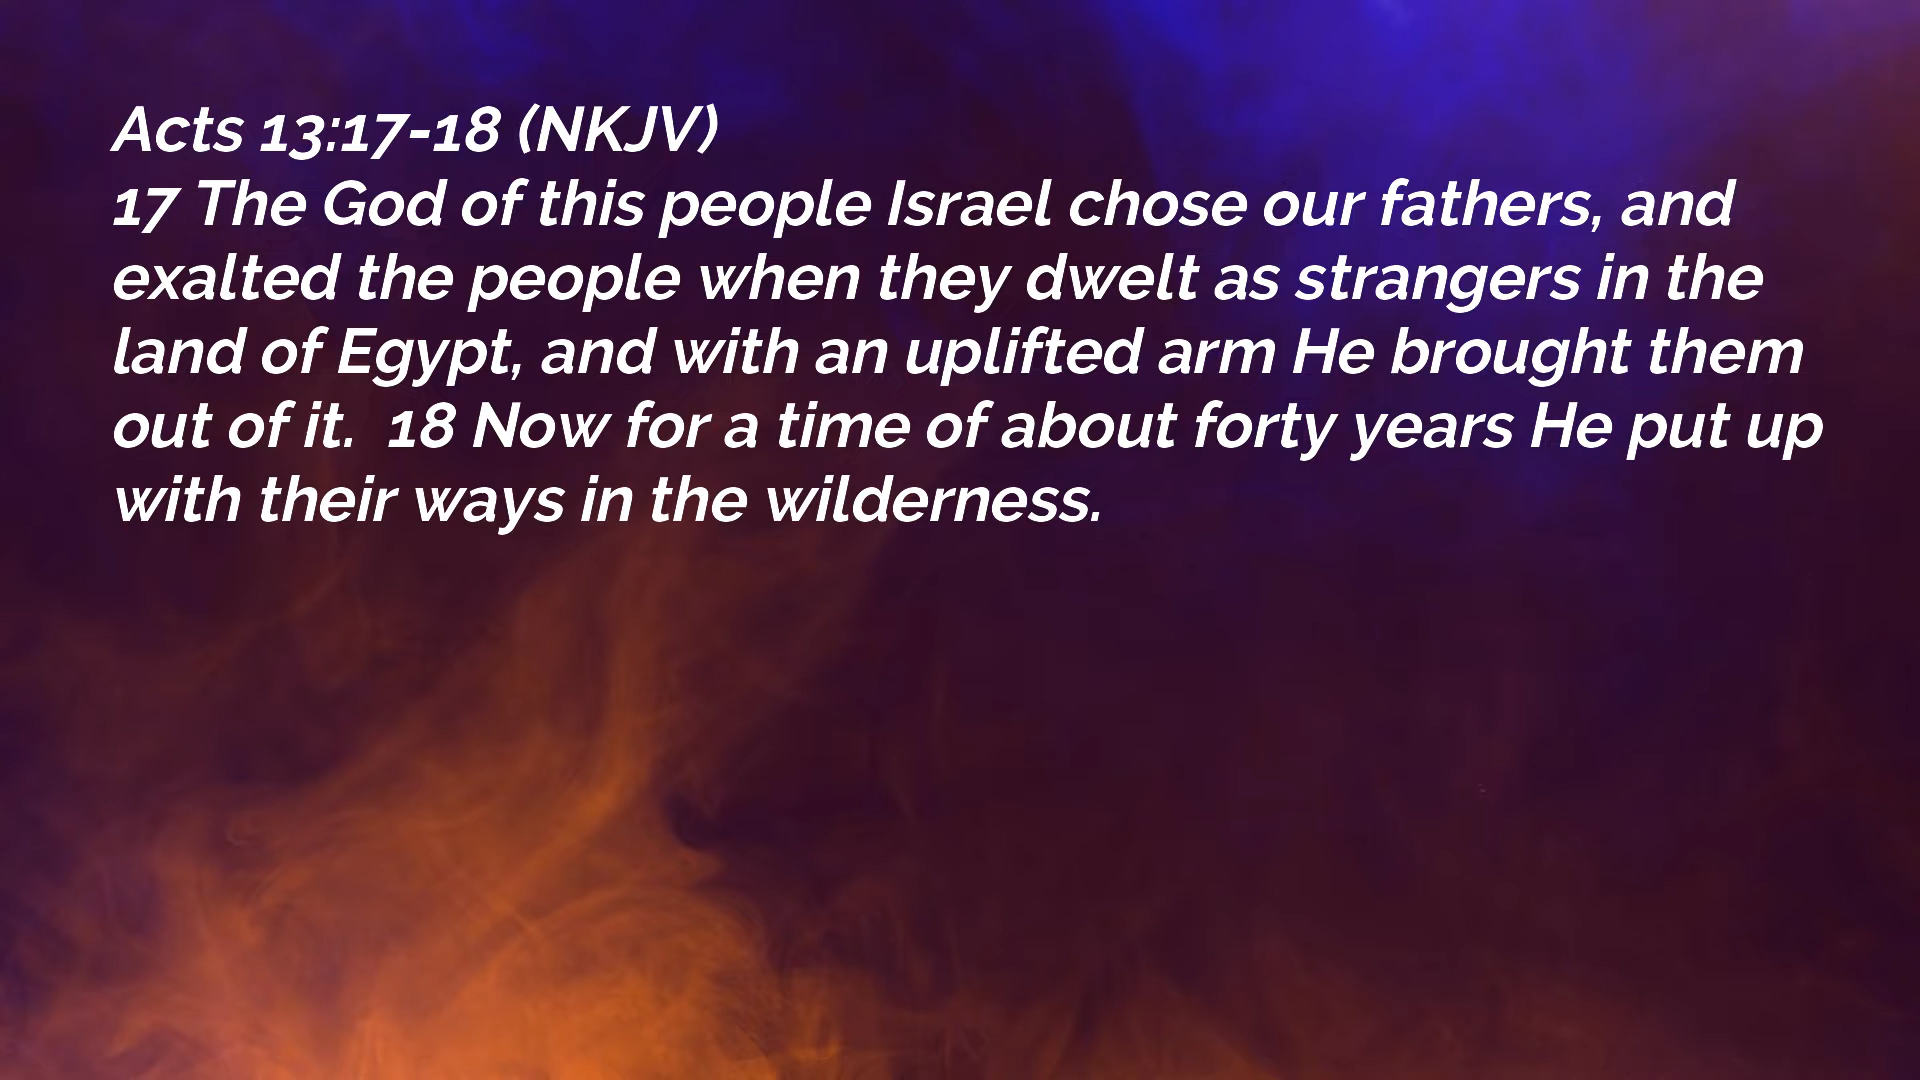 Acts 13:17-18 (NKJV)
17 The God of this people Israel chose our fathers, and
exalted the people when they dwelt as strangers in the
land of Egypt, and with an uplifted arm He brought them
out of it.  18 Now for a time of about forty years He put up
with their ways in the wilderness.